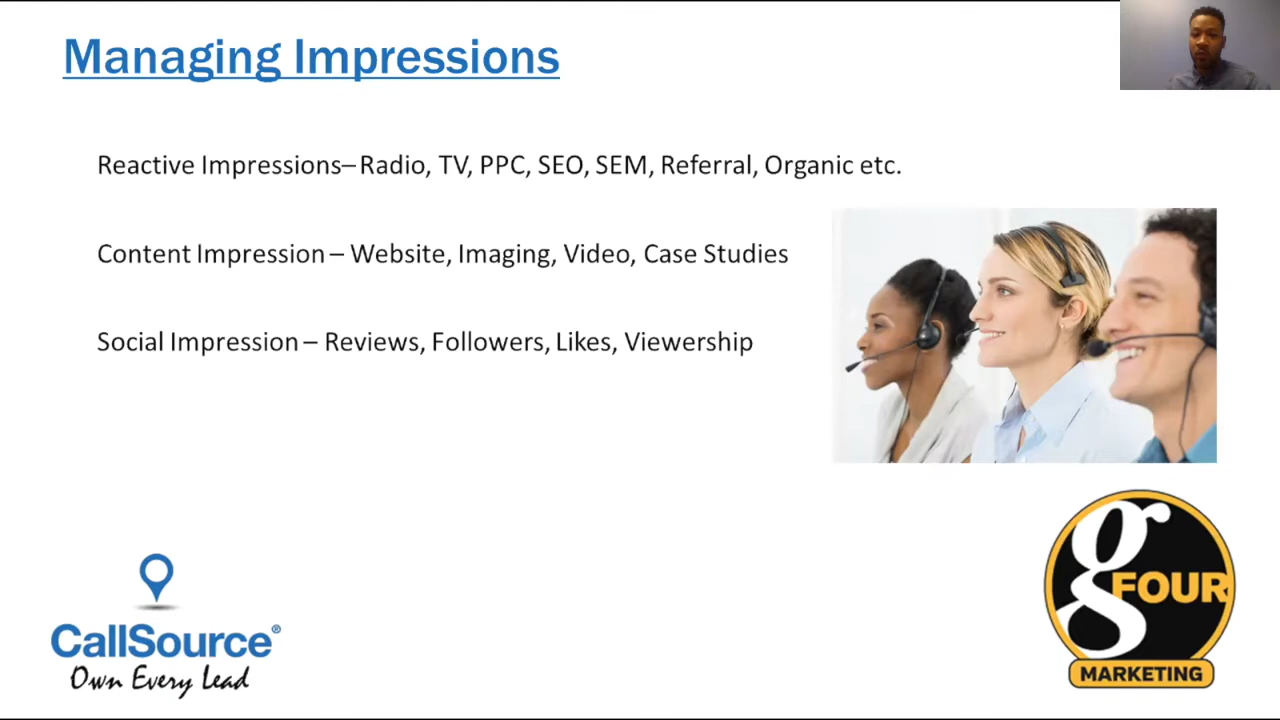 Managing Impressions
Reactive Impressions– Radio, TV, PPC, SEO, SEM, Referral, Organic etc.
Content Impression – Website, Imaging, Video, Case Studies
Social Impression – Reviews, Followers, Likes, Viewership
CallSource®
Own Every Lead
g
FOUR
MARKETING